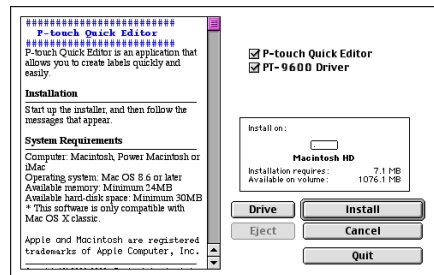 #########################
P-touch Quick Editor
#########################
P-touch Quick Editor is an application that
allows you to create labels quickly and
easily.
Installation
Start up the installer, and then follow the
messages that appear.
System Requirements
Computer: Macintosh, Power Macintosh or
iMac
Operating system: Mac OS 8.6 or later
Available memory: Minimum 24MB
Available hard-disk space: Minimum 30MB
* This software is only compatible with
Mac OS X classic.
Apple and Macintosh are registered
trademarks of Apple Computer, Inc.
P-touch Quick Editor
PT-9600 Driver
Install on:
Macintosh HD
Installation requires: 7.1 MB
Available on volume: 1076.1 MB
Drive
Install
Eject
Cancel
Quit